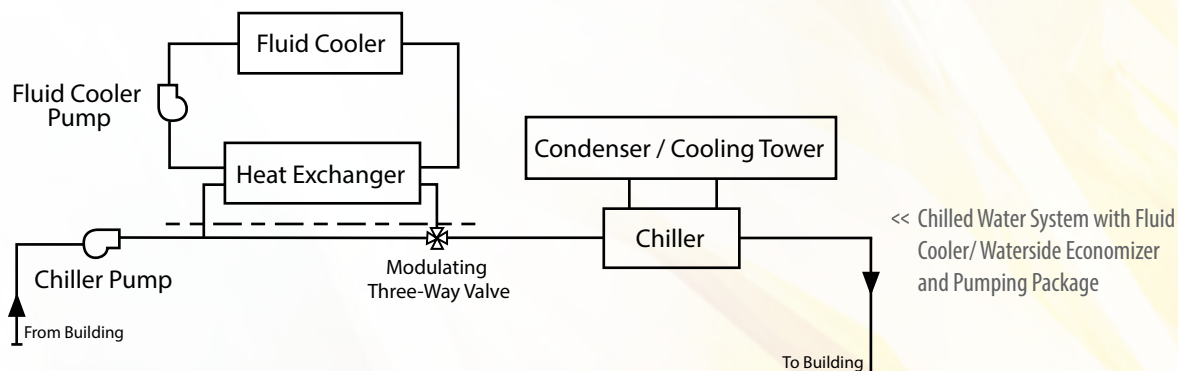 Fluid Cooler
Fluid Cooler
Pump
Heat Exchanger
Condenser / Cooling Tower
Chiller
Chiller Pump
Modulating
Three-Way Valve
From Building
To Building
<< Chilled Water System with Fluid
Cooler/ Waterside Economizer
and Pumping Package